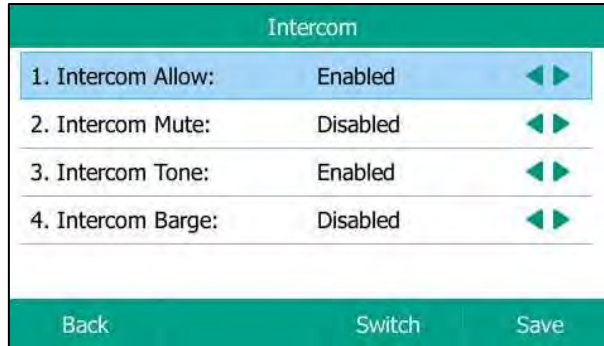 Intercom
1. Intercom Allow: Enabled
2. Intercom Mute: Disabled
3. Intercom Tone: Enabled
4. Intercom Barge: Disabled
Back Switch Save